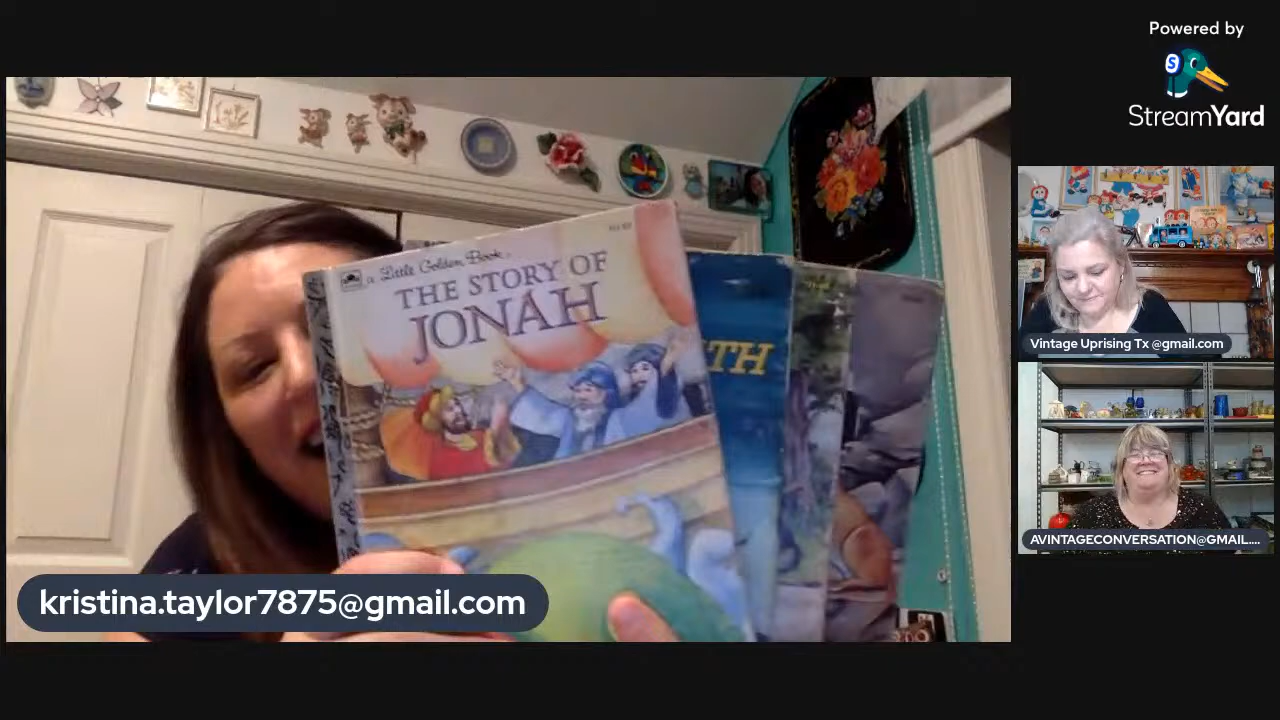 Powered by
S
StreamYard
a Little Golden Book
THE STORY OF
JONAH
TH
Vintage Uprising Tx @gmail.com
AVINTAGECONVERSATION@GMAIL....
kristina.taylor7875@gmail.com